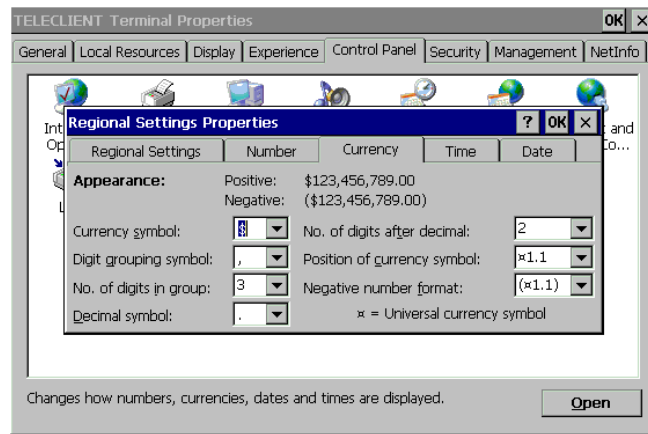 TELECLIENT Terminal Properties OK ×
General Local Resources Display Experience Control Panel Security Management NetInfo
Regional Settings Properties ? OK ×
Int
Op
and
Co...
Regional Settings Number Currency Time Date
Appearance: Positive: $123,456,789.00
Negative: ($123,456,789.00)
Currency symbol: $ No. of digits after decimal: 2
Digit grouping symbol: , Position of currency symbol: ¤1.1
No. of digits in group: 3 Negative number format: (¤1.1)
Decimal symbol: . ¤ = Universal currency symbol
Changes how numbers, currencies, dates and times are displayed.
Open